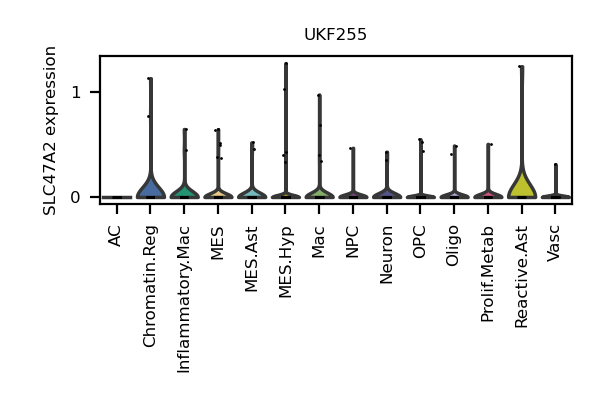 UKF255
SLC47A2 expression
1
0
AC
Chromatin.Reg
Inflammatory.Mac
MES
MES.Ast
MES.Hyp
Mac
NPC
Neuron
OPC
Oligo
Prolif.Metab
Reactive.Ast
Vasc